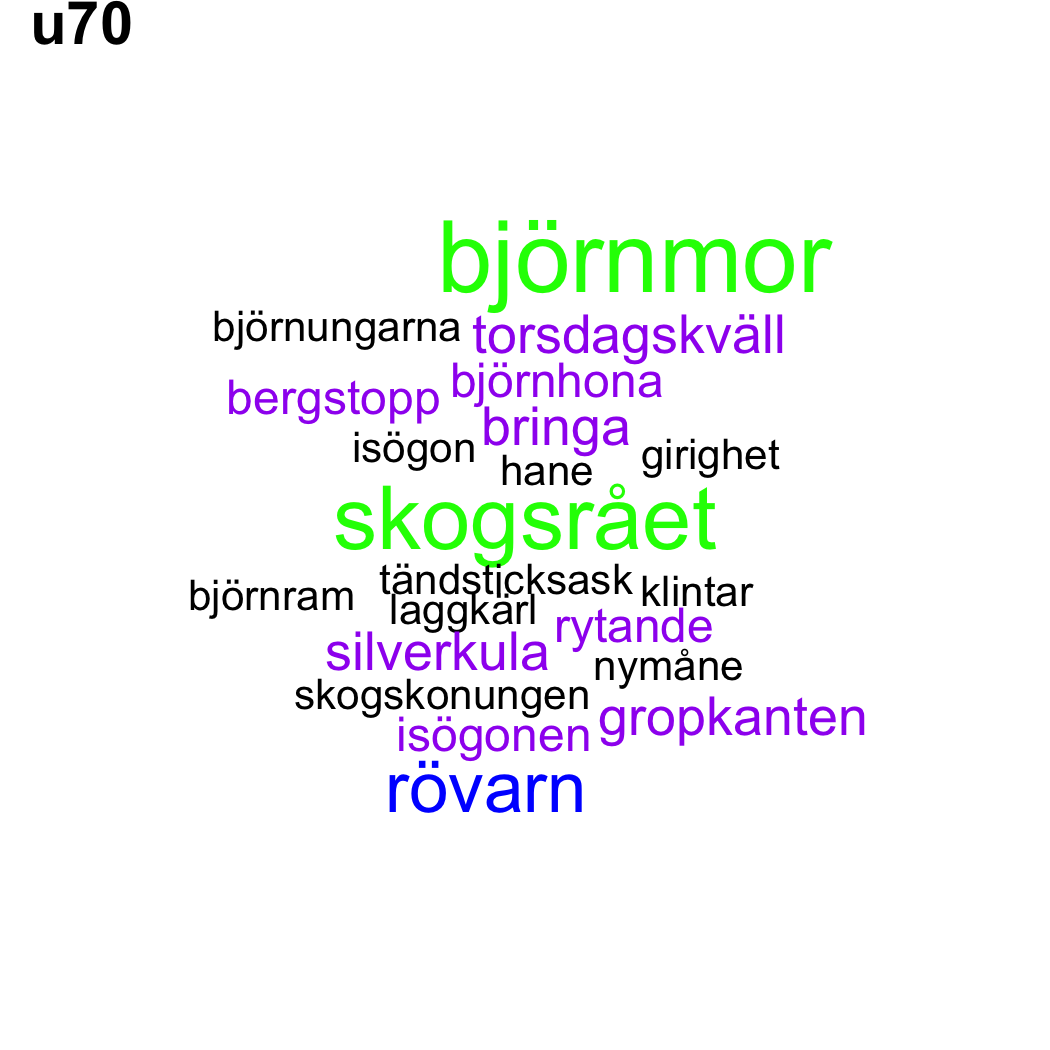 u70
björnmor
björnungarna torsdagskväll
bergstopp björnhona
bringa
isögon girighet
hane
skogsrået
tändsticksask
björnram klintar
laggkärl
rytande
silverkula
nymåne
skogskonungen
gropkanten
isögonen
rövarn